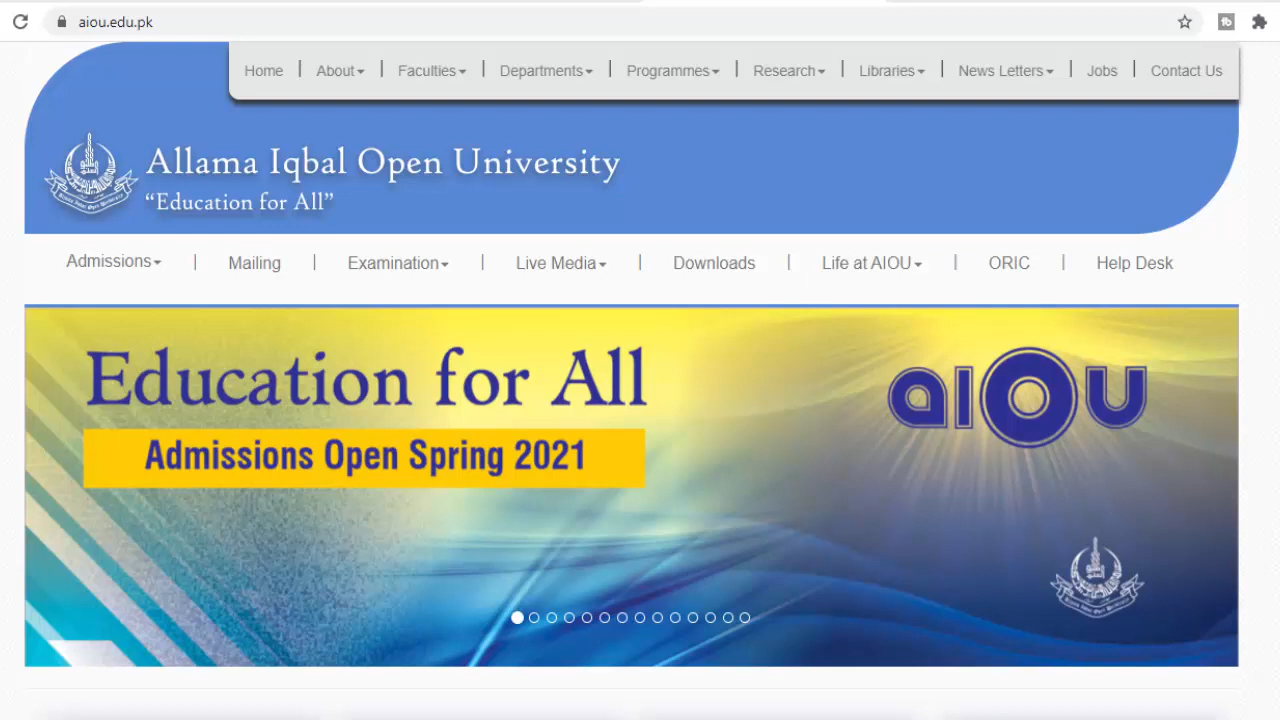 aiou.edu.pk
Home | About | Faculties | Departments | Programmes | Research | Libraries | News Letters | Jobs | Contact Us
Allama Iqbal Open University
“Education for All”
Admissions | Mailing | Examination | Live Media | Downloads | Life at AIOU | ORIC | Help Desk
Education for All
AIOU
Admissions Open Spring 2021